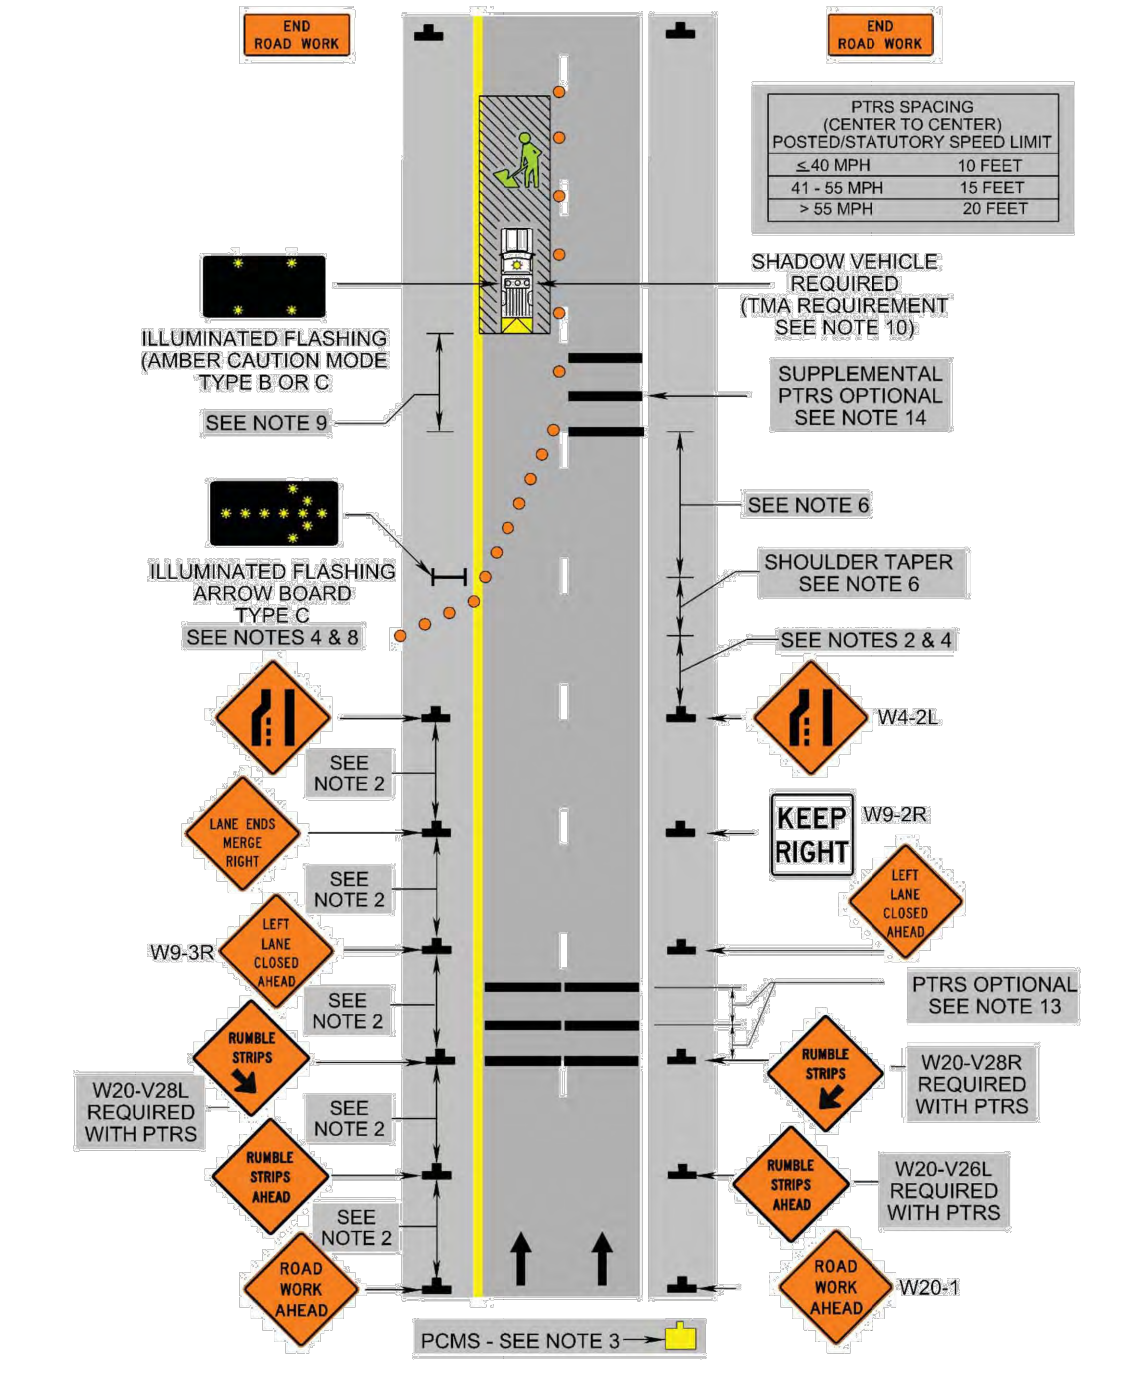 END
ROAD WORK
END
ROAD WORK
PTRS SPACING
(CENTER TO CENTER)
POSTED/STATUTORY SPEED LIMIT
≤40 MPH 10 FEET
41 - 55 MPH 15 FEET
> 55 MPH 20 FEET
SHADOW VEHICLE
REQUIRED
(TMA REQUIREMENT
SEE NOTE 10)
ILLUMINATED FLASHING
(AMBER CAUTION MODE
TYPE B OR C
SUPPLEMENTAL
PTRS OPTIONAL
SEE NOTE 14
SEE NOTE 9
SEE NOTE 6
ILLUMINATED FLASHING
ARROW BOARD
TYPE C
SEE NOTES 4 & 8
SHOULDER TAPER
SEE NOTE 6
SEE NOTES 2 & 4
W4-2L
SEE
NOTE 2
LANE ENDS
MERGE
RIGHT
KEEP
RIGHT
W9-2R
SEE
NOTE 2
LEFT
LANE
CLOSED
AHEAD
W9-3R
LEFT
LANE
CLOSED
AHEAD
SEE
NOTE 2
PTRS OPTIONAL
SEE NOTE 13
RUMBLE
STRIPS
W20-V28L
REQUIRED
WITH PTRS
RUMBLE
STRIPS
W20-V28R
REQUIRED
WITH PTRS
SEE
NOTE 2
RUMBLE
STRIPS
AHEAD
RUMBLE
STRIPS
AHEAD
W20-V26L
REQUIRED
WITH PTRS
SEE
NOTE 2
ROAD
WORK
AHEAD
ROAD
WORK
AHEAD
W20-1
PCMS - SEE NOTE 3